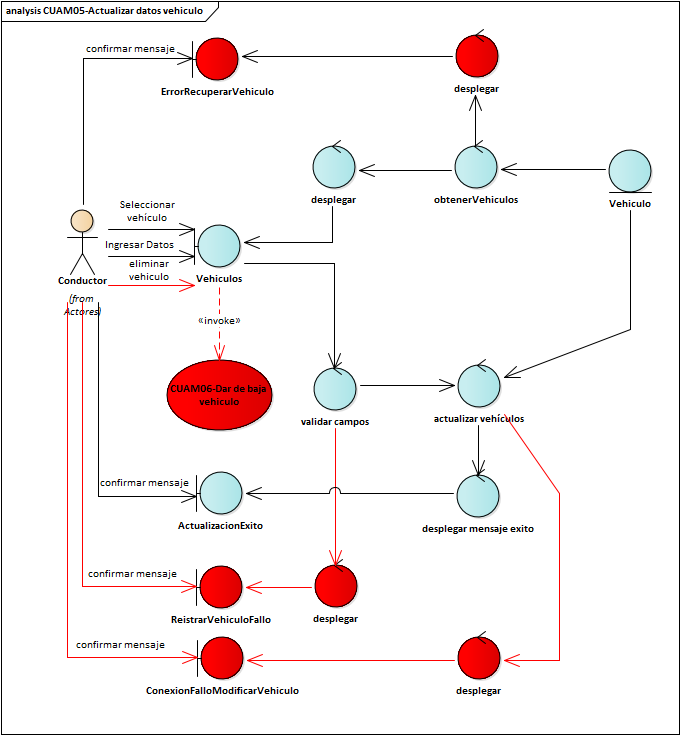 analysis CUAM05-Actualizar datos vehiculo
confirmar mensaje
ErrorRecuperarVehiculo
desplegar
desplegar
obtenerVehiculos
Vehiculo
Seleccionar
vehículo
Ingresar Datos
eliminar
vehiculo
Conductor
(from
Actores)
Vehiculos
«invoke»
CUAM06-Dar de baja
vehiculo
validar campos
actualizar vehículos
confirmar mensaje
ActualizacionExito
desplegar mensaje exito
confirmar mensaje
ReistrarVehiculoFallo
desplegar
confirmar mensaje
ConexionFalloModificarVehiculo
desplegar